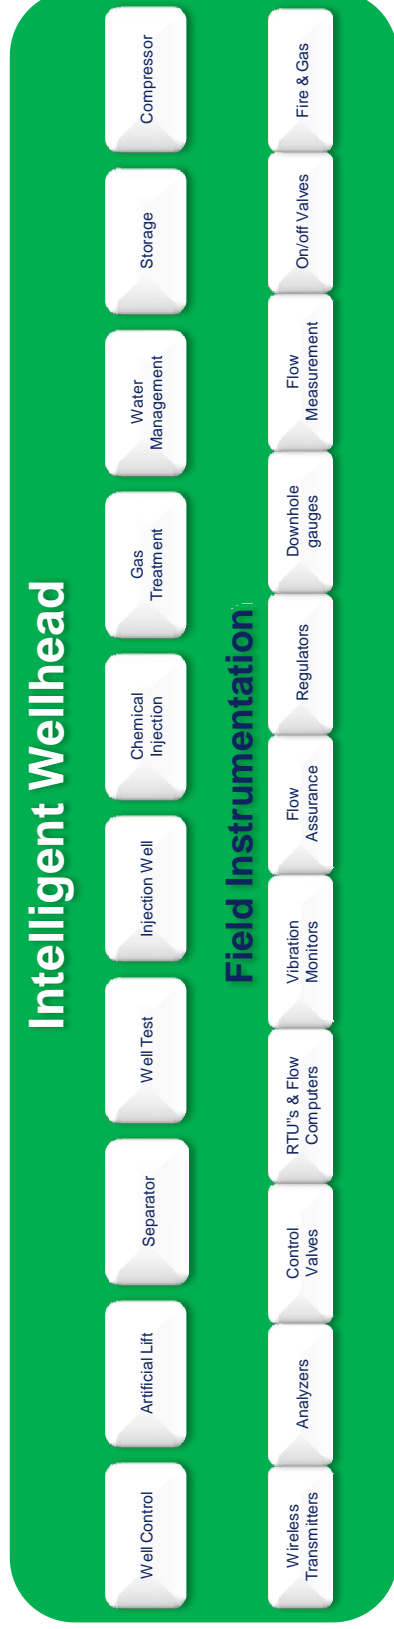 Intelligent Wellhead
Well Control
Artificial Lift
Separator
Well Test
Injection Well
Chemical
Injection
Gas
Treatment
Water
Management
Storage
Compressor
Field Instrumentation
Wireless
Transmitters
Analyzers
Control
Valves
RTU"s & Flow
Computers
Vibration
Monitors
Flow
Assurance
Regulators
Downhole
gauges
Flow
Measurement
On/off Valves
Fire & Gas